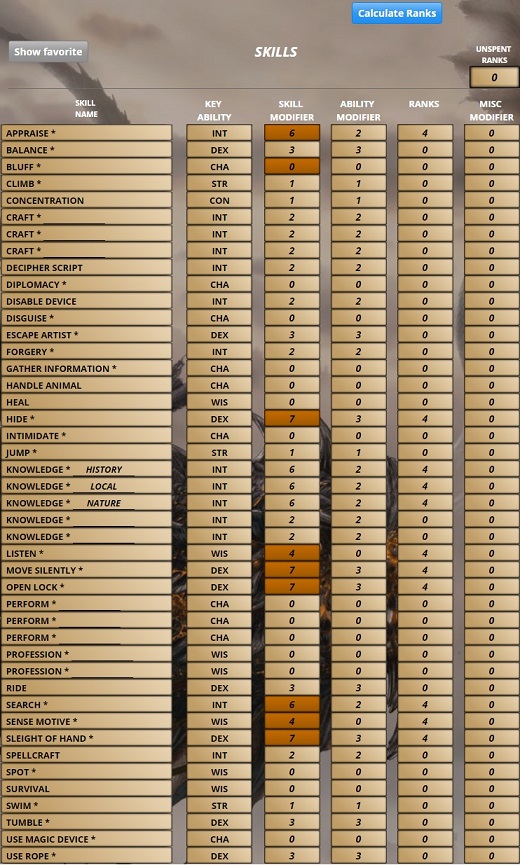 Calculate Ranks
Show favorite
SKILLS
UNSPENT
RANKS
0
SKILL NAME KEY ABILITY SKILL MODIFIER ABILITY MODIFIER RANKS MISC MODIFIER
APPRAISE * INT 6 2 4 0
BALANCE * DEX 3 3 0 0
BLUFF * CHA 0 0 0 0
CLIMB * STR 1 1 0 0
CONCENTRATION CON 1 1 0 0
CRAFT * INT 2 2 0 0
CRAFT * INT 2 2 0 0
CRAFT * INT 2 2 0 0
DECIPHER SCRIPT INT 2 2 0 0
DIPLOMACY * CHA 0 0 0 0
DISABLE DEVICE INT 2 2 0 0
DISGUISE * CHA 0 0 0 0
ESCAPE ARTIST * DEX 3 3 0 0
FORGERY * INT 2 2 0 0
GATHER INFORMATION * CHA 0 0 0 0
HANDLE ANIMAL CHA 0 0 0 0
HEAL WIS 0 0 0 0
HIDE * DEX 7 3 4 0
INTIMIDATE * CHA 0 0 0 0
JUMP * STR 1 1 0 0
KNOWLEDGE * HISTORY INT 6 2 4 0
KNOWLEDGE * LOCAL INT 6 2 4 0
KNOWLEDGE * NATURE INT 6 2 4 0
KNOWLEDGE * INT 2 2 0 0
KNOWLEDGE * INT 2 2 0 0
LISTEN * WIS 4 0 4 0
MOVE SILENTLY * DEX 7 3 4 0
OPEN LOCK * DEX 7 3 4 0
PERFORM * CHA 0 0 0 0
PERFORM * CHA 0 0 0 0
PERFORM * CHA 0 0 0 0
PROFESSION * WIS 0 0 0 0
PROFESSION * WIS 0 0 0 0
RIDE DEX 3 3 0 0
SEARCH * INT 6 2 4 0
SENSE MOTIVE * WIS 4 0 4 0
SLEIGHT OF HAND * DEX 7 3 4 0
SPELLCRAFT INT 2 2 0 0
SPOT * WIS 0 0 0 0
SURVIVAL WIS 0 0 0 0
SWIM * STR 1 1 0 0
TUMBLE * DEX 3 3 0 0
USE MAGIC DEVICE * CHA 0 0 0 0
USE ROPE * DEX 3 3 0 0